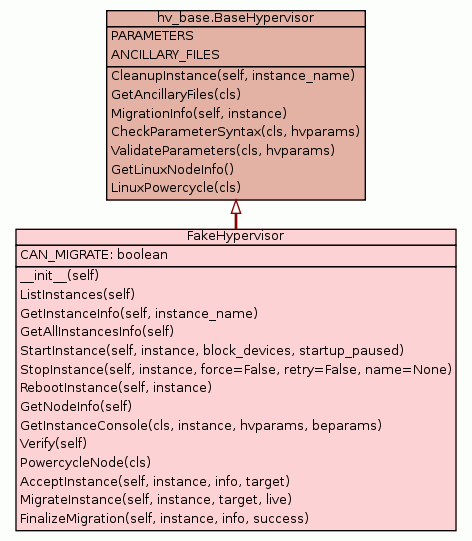 hv_base.BaseHypervisor
PARAMETERS
ANCILLARY_FILES
CleanupInstance(self, instance_name)
GetAncillaryFiles(cls)
MigrationInfo(self, instance)
CheckParameterSyntax(cls, hvparams)
ValidateParameters(cls, hvparams)
GetLinuxNodeInfo()
LinuxPowercycle(cls)
FakeHypervisor
CAN_MIGRATE: boolean
__init__(self)
ListInstances(self)
GetInstanceInfo(self, instance_name)
GetAllInstancesInfo(self)
StartInstance(self, instance, block_devices, startup_paused)
StopInstance(self, instance, force=False, retry=False, name=None)
RebootInstance(self, instance)
GetNodeInfo(self)
GetInstanceConsole(cls, instance, hvparams, beparams)
Verify(self)
PowercycleNode(cls)
AcceptInstance(self, instance, info, target)
MigrateInstance(self, instance, target, live)
FinalizeMigration(self, instance, info, success)